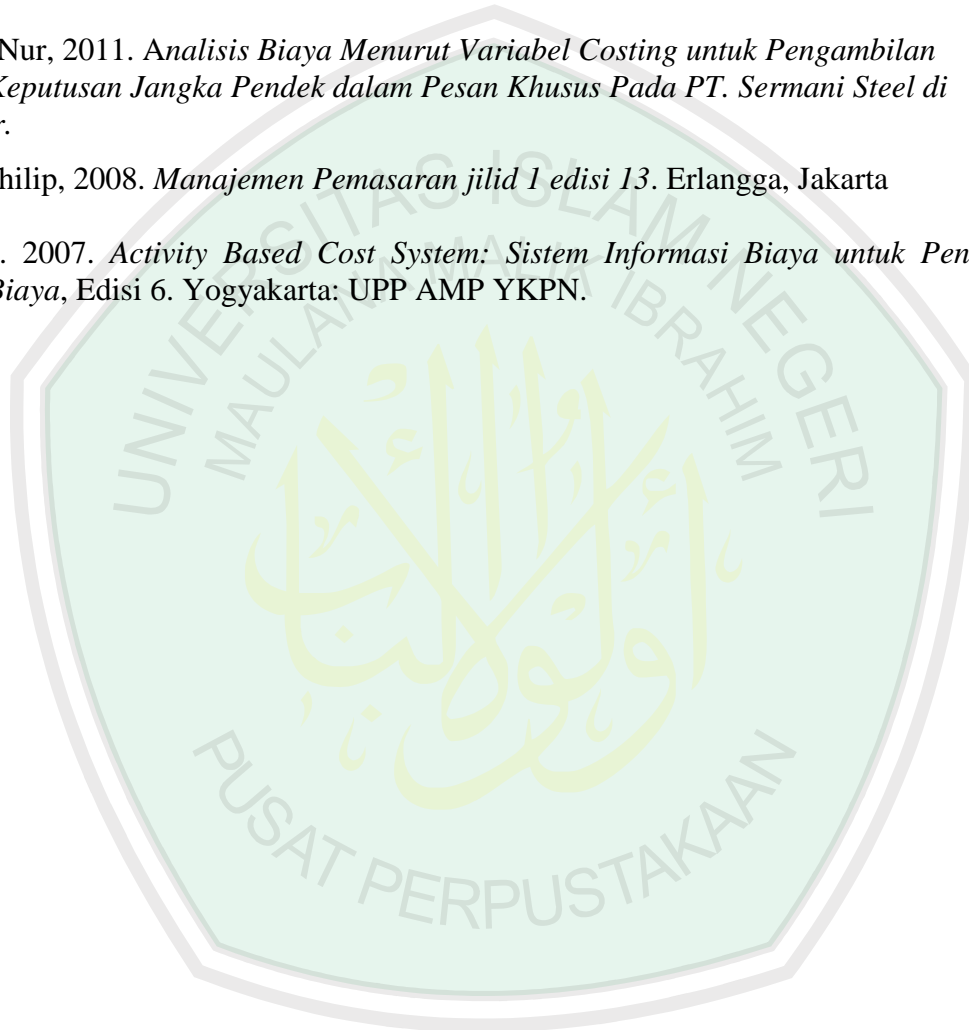 Nur, 2011. Analisis Biaya Menurut Variabel Costing untuk Pengambilan
Keputusan Jangka Pendek dalam Pesan Khusus Pada PT. Sermani Steel di
r.
hilip, 2008. Manajemen Pemasaran jilid 1 edisi 13. Erlangga, Jakarta
. 2007. Activity Based Cost System: Sistem Informasi Biaya untuk Pen
Biaya, Edisi 6. Yogyakarta: UPP AMP YKPN.
UNIVERSITAS ISLAM NEGERI
MAULANA MALIK IBRAHIM
أولوا الألباب
PUSAT PERPUSTAKAAN